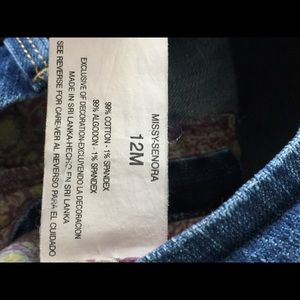 MISSY-SENORA
12M
99% COTTON - 1% SPANDEX
99% ALGODON - 1% SPANDEX
EXCLUSIVE OF DECORATION-EXCLUYENDO LA DECORACION
MADE IN SRI LANKA-HECHO EN SRI LANKA
SEE REVERSE FOR CARE-VER AL REVERSO PARA EL CUIDADO